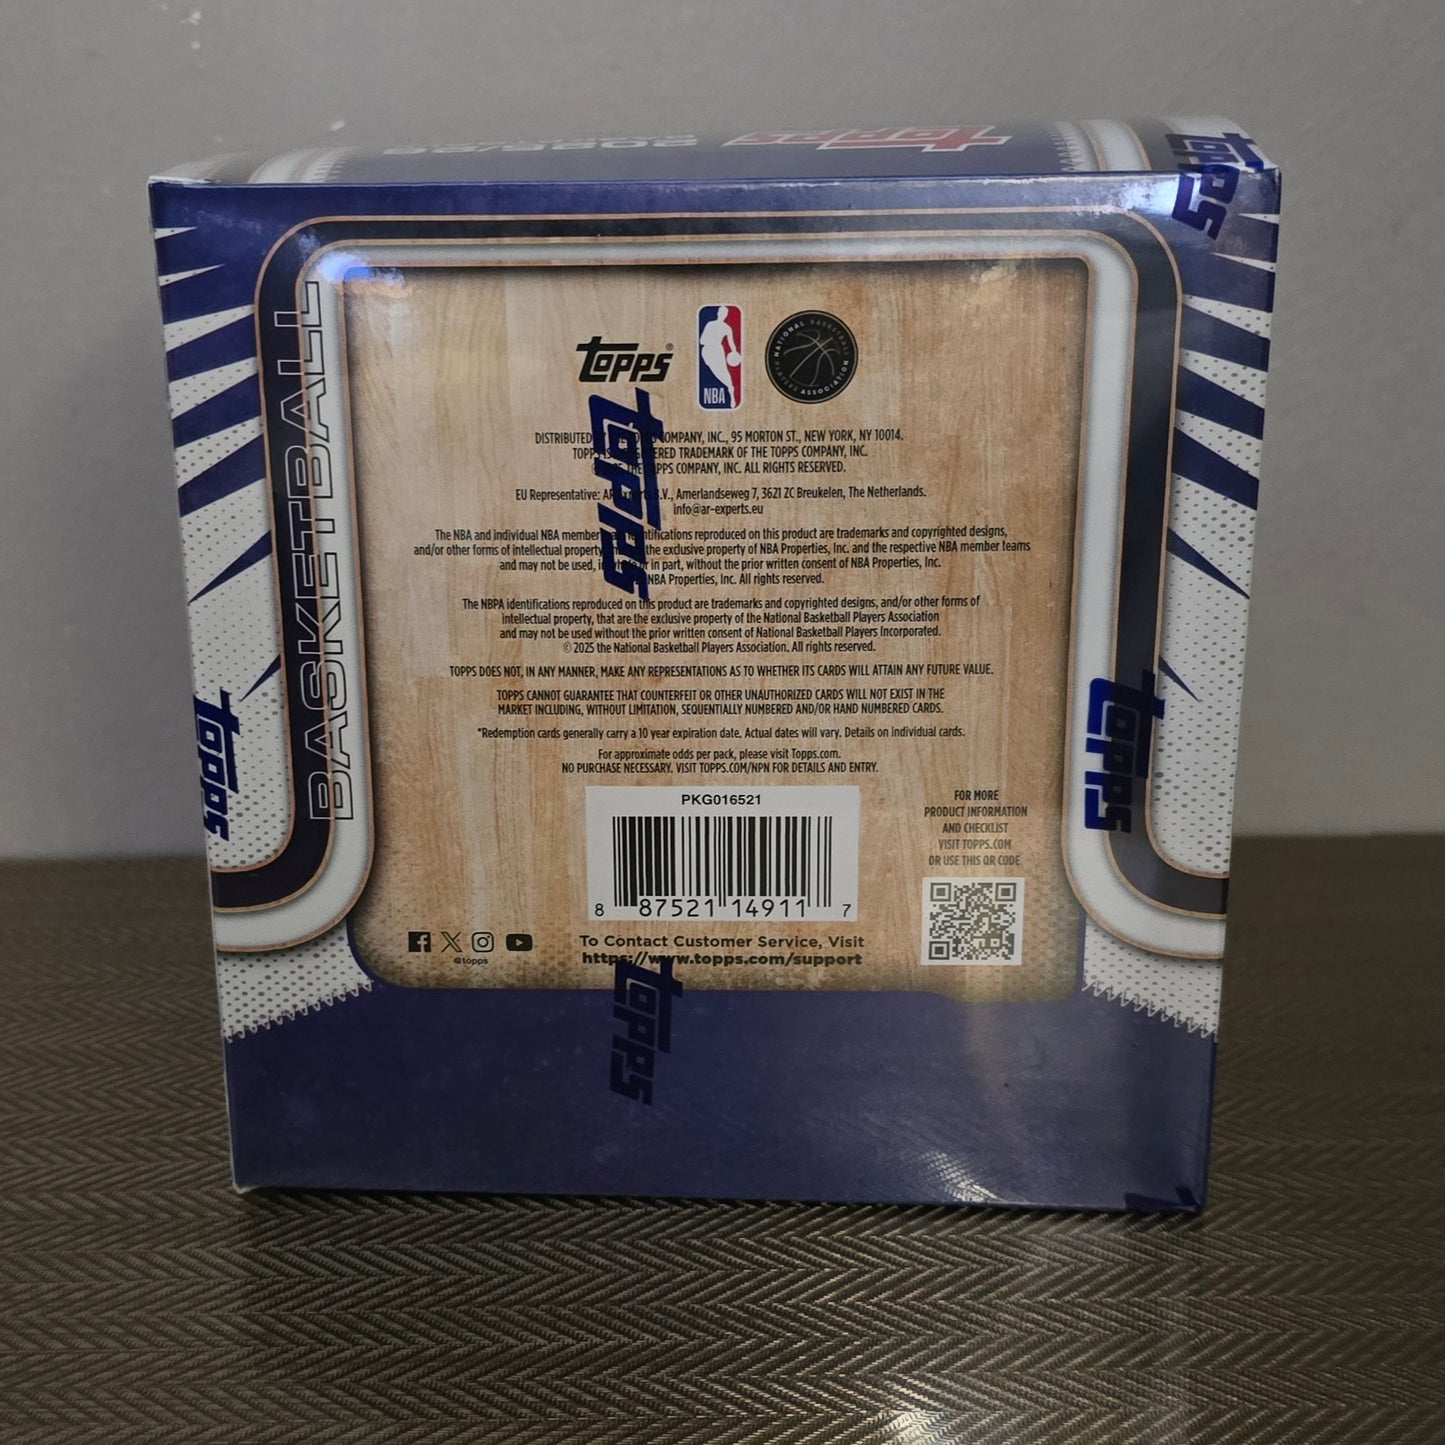 TOPPS
2025/26
BASKETBALL
TOPPS
TOPPS®
NBA
NATIONAL BASKETBALL
PLAYERS ASSOCIATION
DISTRIBUTED COMPANY, INC., 95 MORTON ST., NEW YORK, NY 10014.
TRADEMARK OF THE TOPPS COMPANY, INC.
COMPANY, INC. ALL RIGHTS RESERVED.
EU Representative: B.V., Amerlandseweg 7, 3621 ZC Breukelen, The Netherlands.
info@ar-experts.eu
The NBA and individual NBA member identifications reproduced on this product are trademarks and copyrighted designs,
and/or other forms of intellectual property, the exclusive property of NBA Properties, Inc. and the respective NBA member teams
and may not be used, in whole or in part, without the prior written consent of NBA Properties, Inc.
NBA Properties, Inc. All rights reserved.
The NBPA identifications reproduced on this product are trademarks and copyrighted designs, and/or other forms of
intellectual property, that are the exclusive property of the National Basketball Players Association
and may not be used without the prior written consent of National Basketball Players Incorporated.
© 2025 the National Basketball Players Association. All rights reserved.
TOPPS DOES NOT, IN ANY MANNER, MAKE ANY REPRESENTATIONS AS TO WHETHER ITS CARDS WILL ATTAIN ANY FUTURE VALUE.
TOPPS CANNOT GUARANTEE THAT COUNTERFEIT OR OTHER UNAUTHORIZED CARDS WILL NOT EXIST IN THE
MARKET INCLUDING, WITHOUT LIMITATION, SEQUENTIALLY NUMBERED AND/OR HAND NUMBERED CARDS.
*Redemption cards generally carry a 10 year expiration date. Actual dates will vary. Details on individual cards.
For approximate odds per pack, please visit Topps.com.
NO PURCHASE NECESSARY. VISIT TOPPS.COM/NPN FOR DETAILS AND ENTRY.
PKG016521
8 87521 14911 7
FOR MORE
PRODUCT INFORMATION
AND CHECKLIST
VISIT TOPPS.COM
OR USE THIS QR CODE
@topps
To Contact Customer Service, Visit
https://www.topps.com/support
BASKETBALL
TOPPS
TOPPS
TOPPS
TOPPS